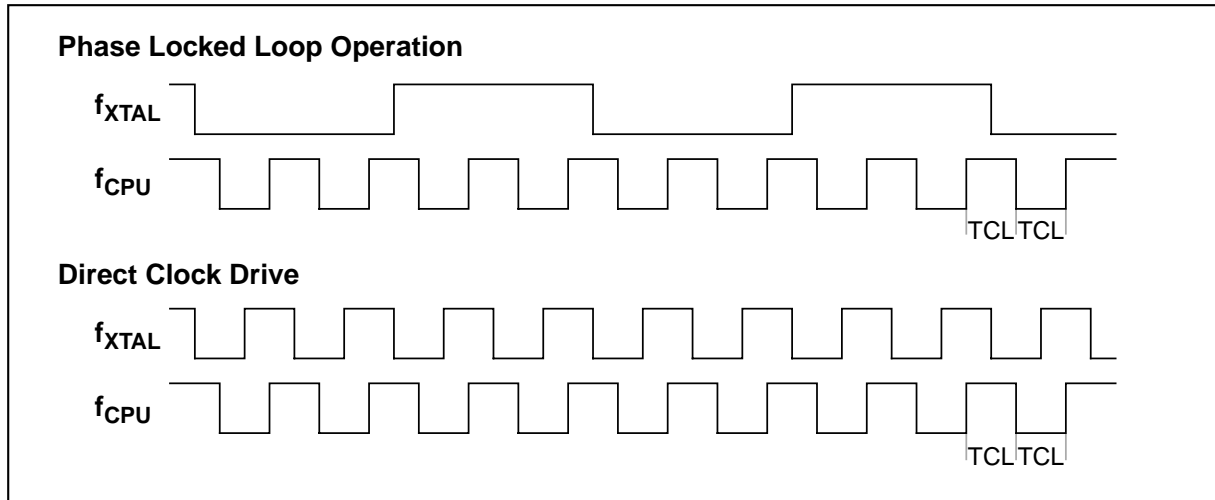 Phase Locked Loop Operation
fXTAL
fCPU
TCL TCL
Direct Clock Drive
fXTAL
fCPU
TCL TCL